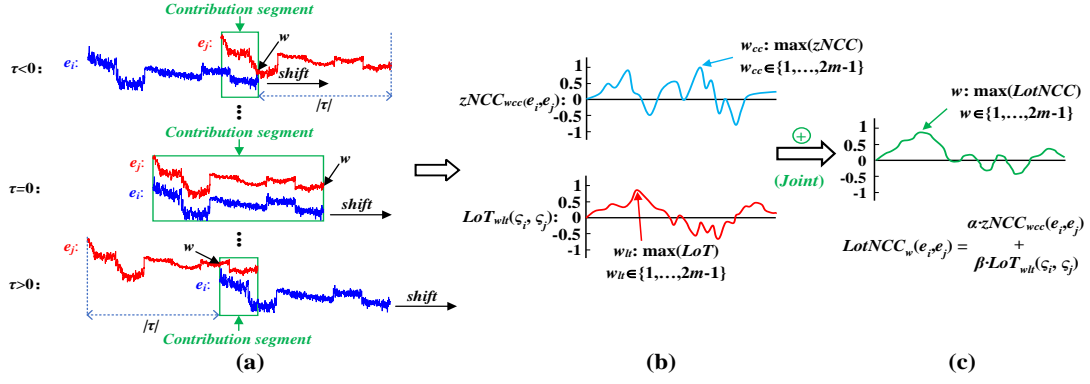 Contribution segment
e_j:
w
τ<0:
e_i:
shift
|τ|
Contribution segment
e_j:
w
τ=0:
e_i:
shift
e_j:
w
τ>0:
e_i:
shift
|τ|
Contribution segment
(a)
w_cc: max(zNCC)
w_cc∈{1,…,2m-1}
1
0.5
zNCC_wcc(e_i,e_j): 0
-0.5
-1
1
0.5
LoT_wlt(ς_i, ς_j): 0
-0.5
-1
w_lt: max(LoT)
w_lt∈{1,…,2m-1}
(b)
+
(Joint)
w: max(LotNCC)
w∈{1,…,2m-1}
1
0.5
0
-0.5
-1
α·zNCC_wcc(e_i,e_j)
LotNCC_w(e_i,e_j) = +
β·LoT_wlt(ς_i, ς_j)
(c)